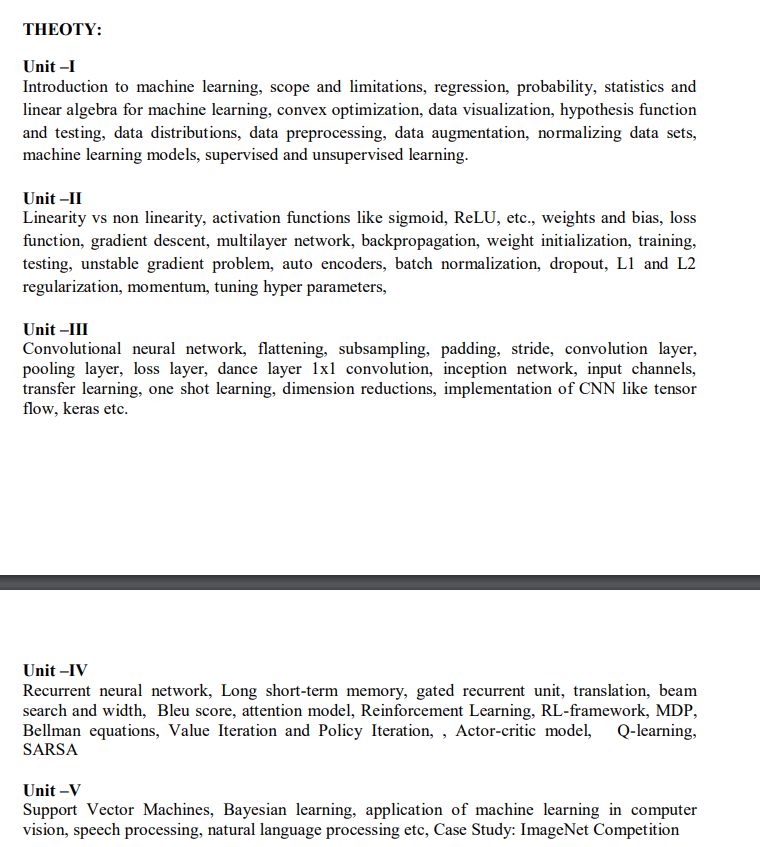 THEOTY:
Unit –I
Introduction to machine learning, scope and limitations, regression, probability, statistics and
linear algebra for machine learning, convex optimization, data visualization, hypothesis function
and testing, data distributions, data preprocessing, data augmentation, normalizing data sets,
machine learning models, supervised and unsupervised learning.
Unit –II
Linearity vs non linearity, activation functions like sigmoid, ReLU, etc., weights and bias, loss
function, gradient descent, multilayer network, backpropagation, weight initialization, training,
testing, unstable gradient problem, auto encoders, batch normalization, dropout, L1 and L2
regularization, momentum, tuning hyper parameters,
Unit –III
Convolutional neural network, flattening, subsampling, padding, stride, convolution layer,
pooling layer, loss layer, dance layer 1x1 convolution, inception network, input channels,
transfer learning, one shot learning, dimension reductions, implementation of CNN like tensor
flow, keras etc.
Unit –IV
Recurrent neural network, Long short-term memory, gated recurrent unit, translation, beam
search and width, Bleu score, attention model, Reinforcement Learning, RL-framework, MDP,
Bellman equations, Value Iteration and Policy Iteration, , Actor-critic model, Q-learning,
SARSA
Unit –V
Support Vector Machines, Bayesian learning, application of machine learning in computer
vision, speech processing, natural language processing etc, Case Study: ImageNet Competition